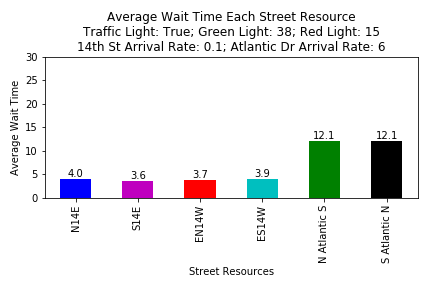 Average Wait Time Each Street Resource
Traffic Light: True; Green Light: 38; Red Light: 15
14th St Arrival Rate: 0.1; Atlantic Dr Arrival Rate: 6
Average Wait Time
30
25
20
15
10
5
0
4.0
3.6
3.7
3.9
12.1
12.1
N14E
S14E
EN14W
ES14W
N Atlantic S
S Atlantic N
Street Resources